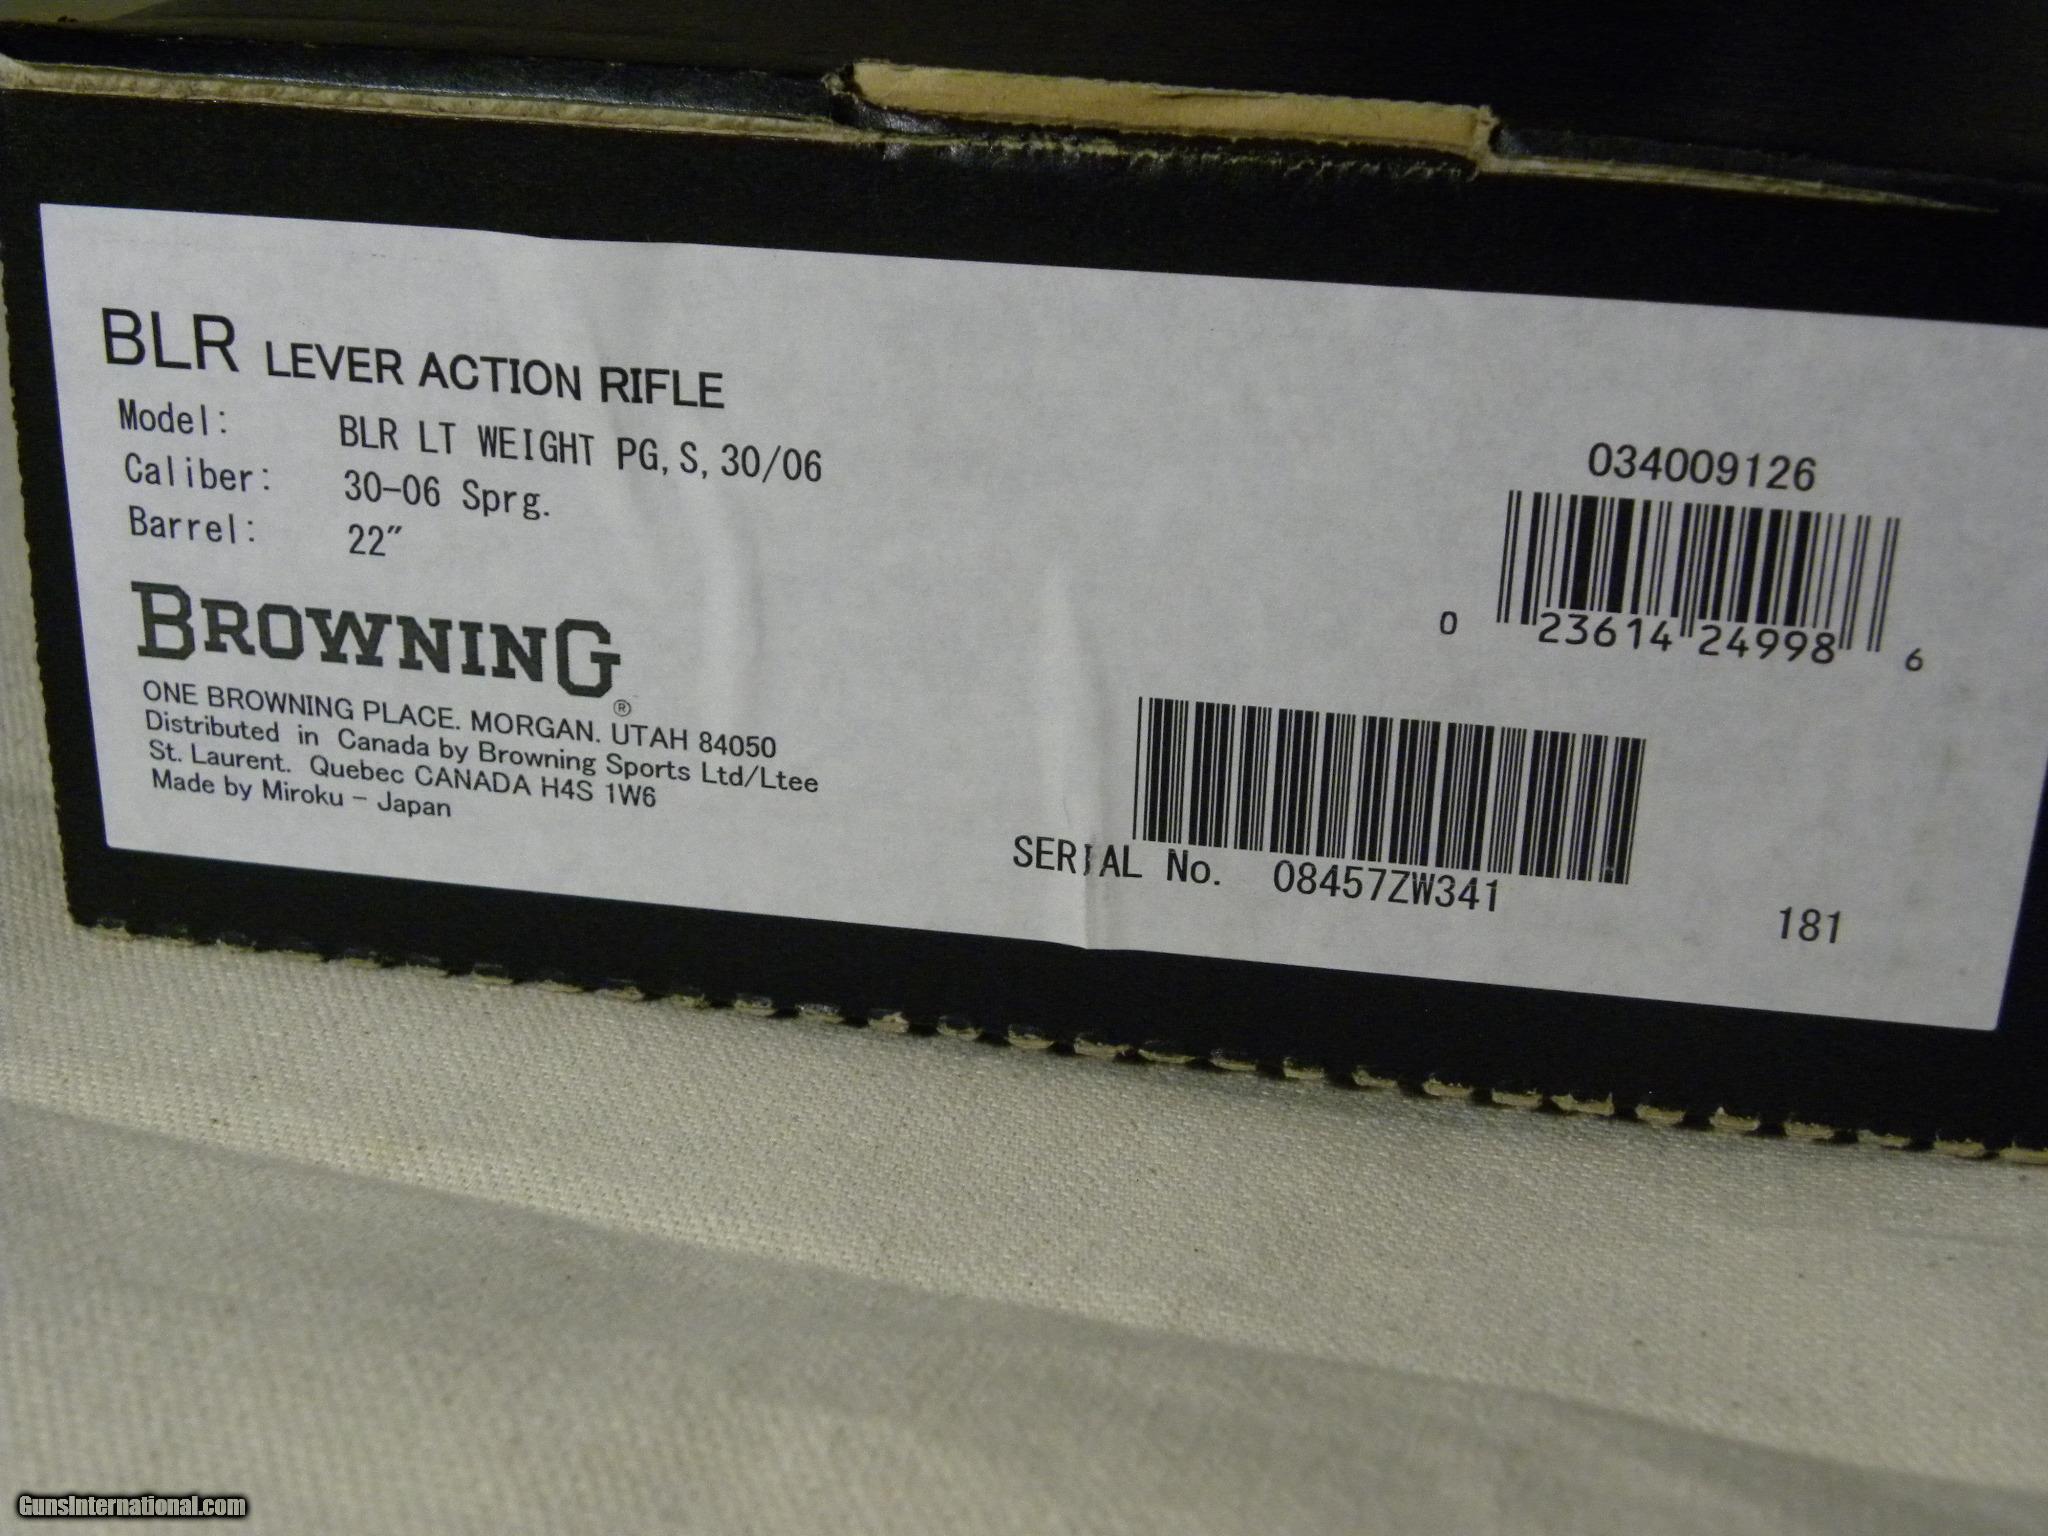 BLR LEVER ACTION RIFLE
Model: BLR LT WEIGHT PG,S,30/06
Caliber: 30-06 Sprg.
Barrel: 22"
BROWNING®
ONE BROWNING PLACE. MORGAN. UTAH 84050
Distributed in Canada by Browning Sports Ltd/Ltee
St. Laurent. Quebec CANADA H4S 1W6
Made by Miroku - Japan
034009126
0 23614 24998 6
SERIAL No. 08457ZW341
181
GunsInternational.com